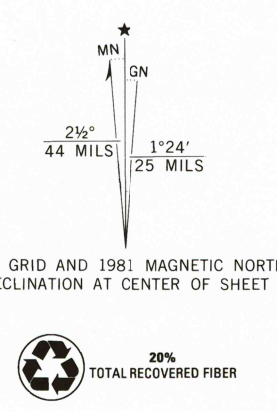 MN
GN
2½°
44 MILS
1°24′
25 MILS
GRID AND 1981 MAGNETIC NORTH
ECLINATION AT CENTER OF SHEET
20%
TOTAL RECOVERED FIBER